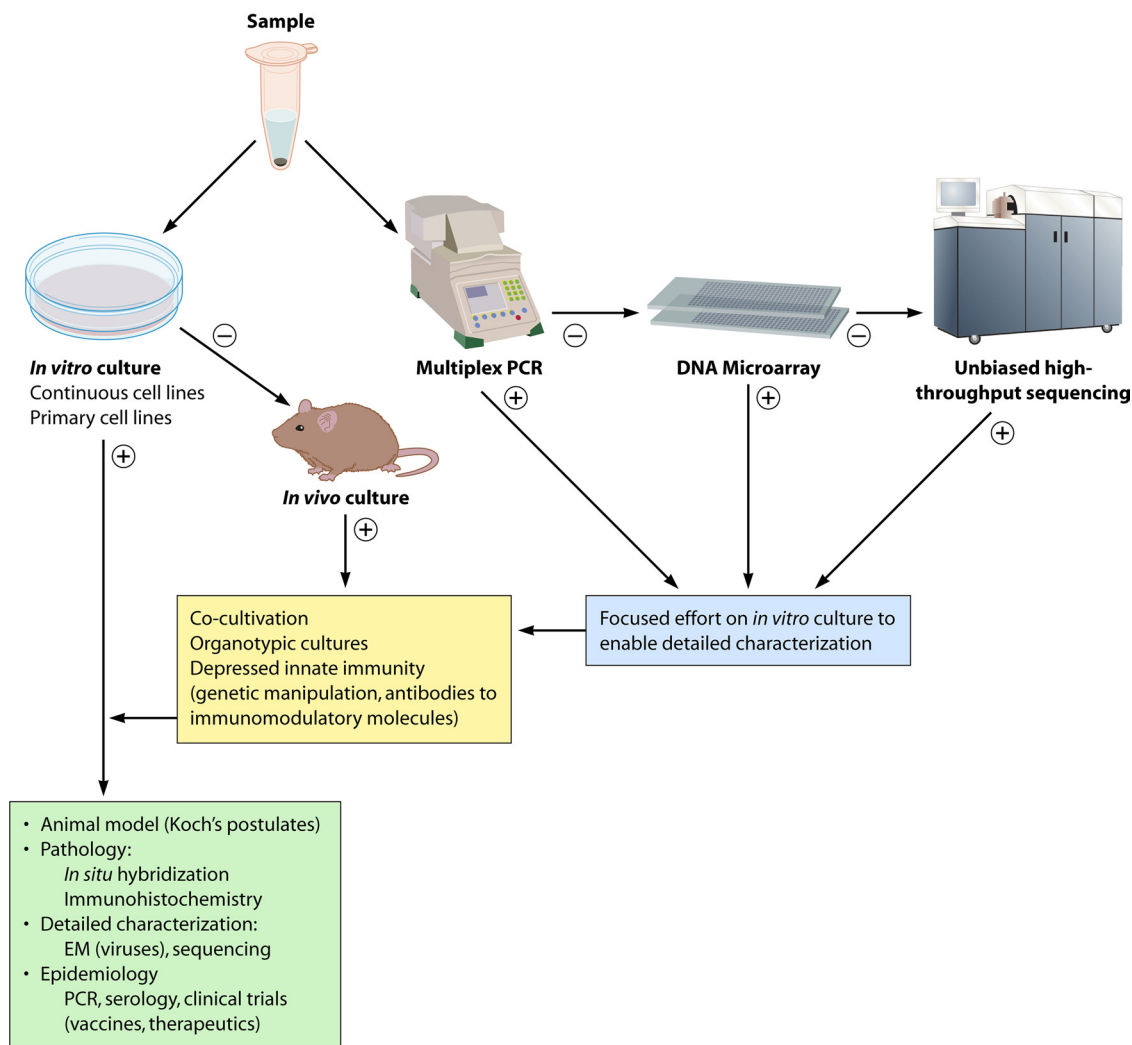 Sample
In vitro culture
Continuous cell lines
Primary cell lines
−
+
In vivo culture
+
Multiplex PCR
−
+
DNA Microarray
−
+
Unbiased high-
throughput sequencing
+
Co-cultivation
Organotypic cultures
Depressed innate immunity
(genetic manipulation, antibodies to
immunomodulatory molecules)
Focused effort on in vitro culture to
enable detailed characterization
• Animal model (Koch’s postulates)
• Pathology:
In situ hybridization
Immunohistochemistry
• Detailed characterization:
EM (viruses), sequencing
• Epidemiology
PCR, serology, clinical trials
(vaccines, therapeutics)